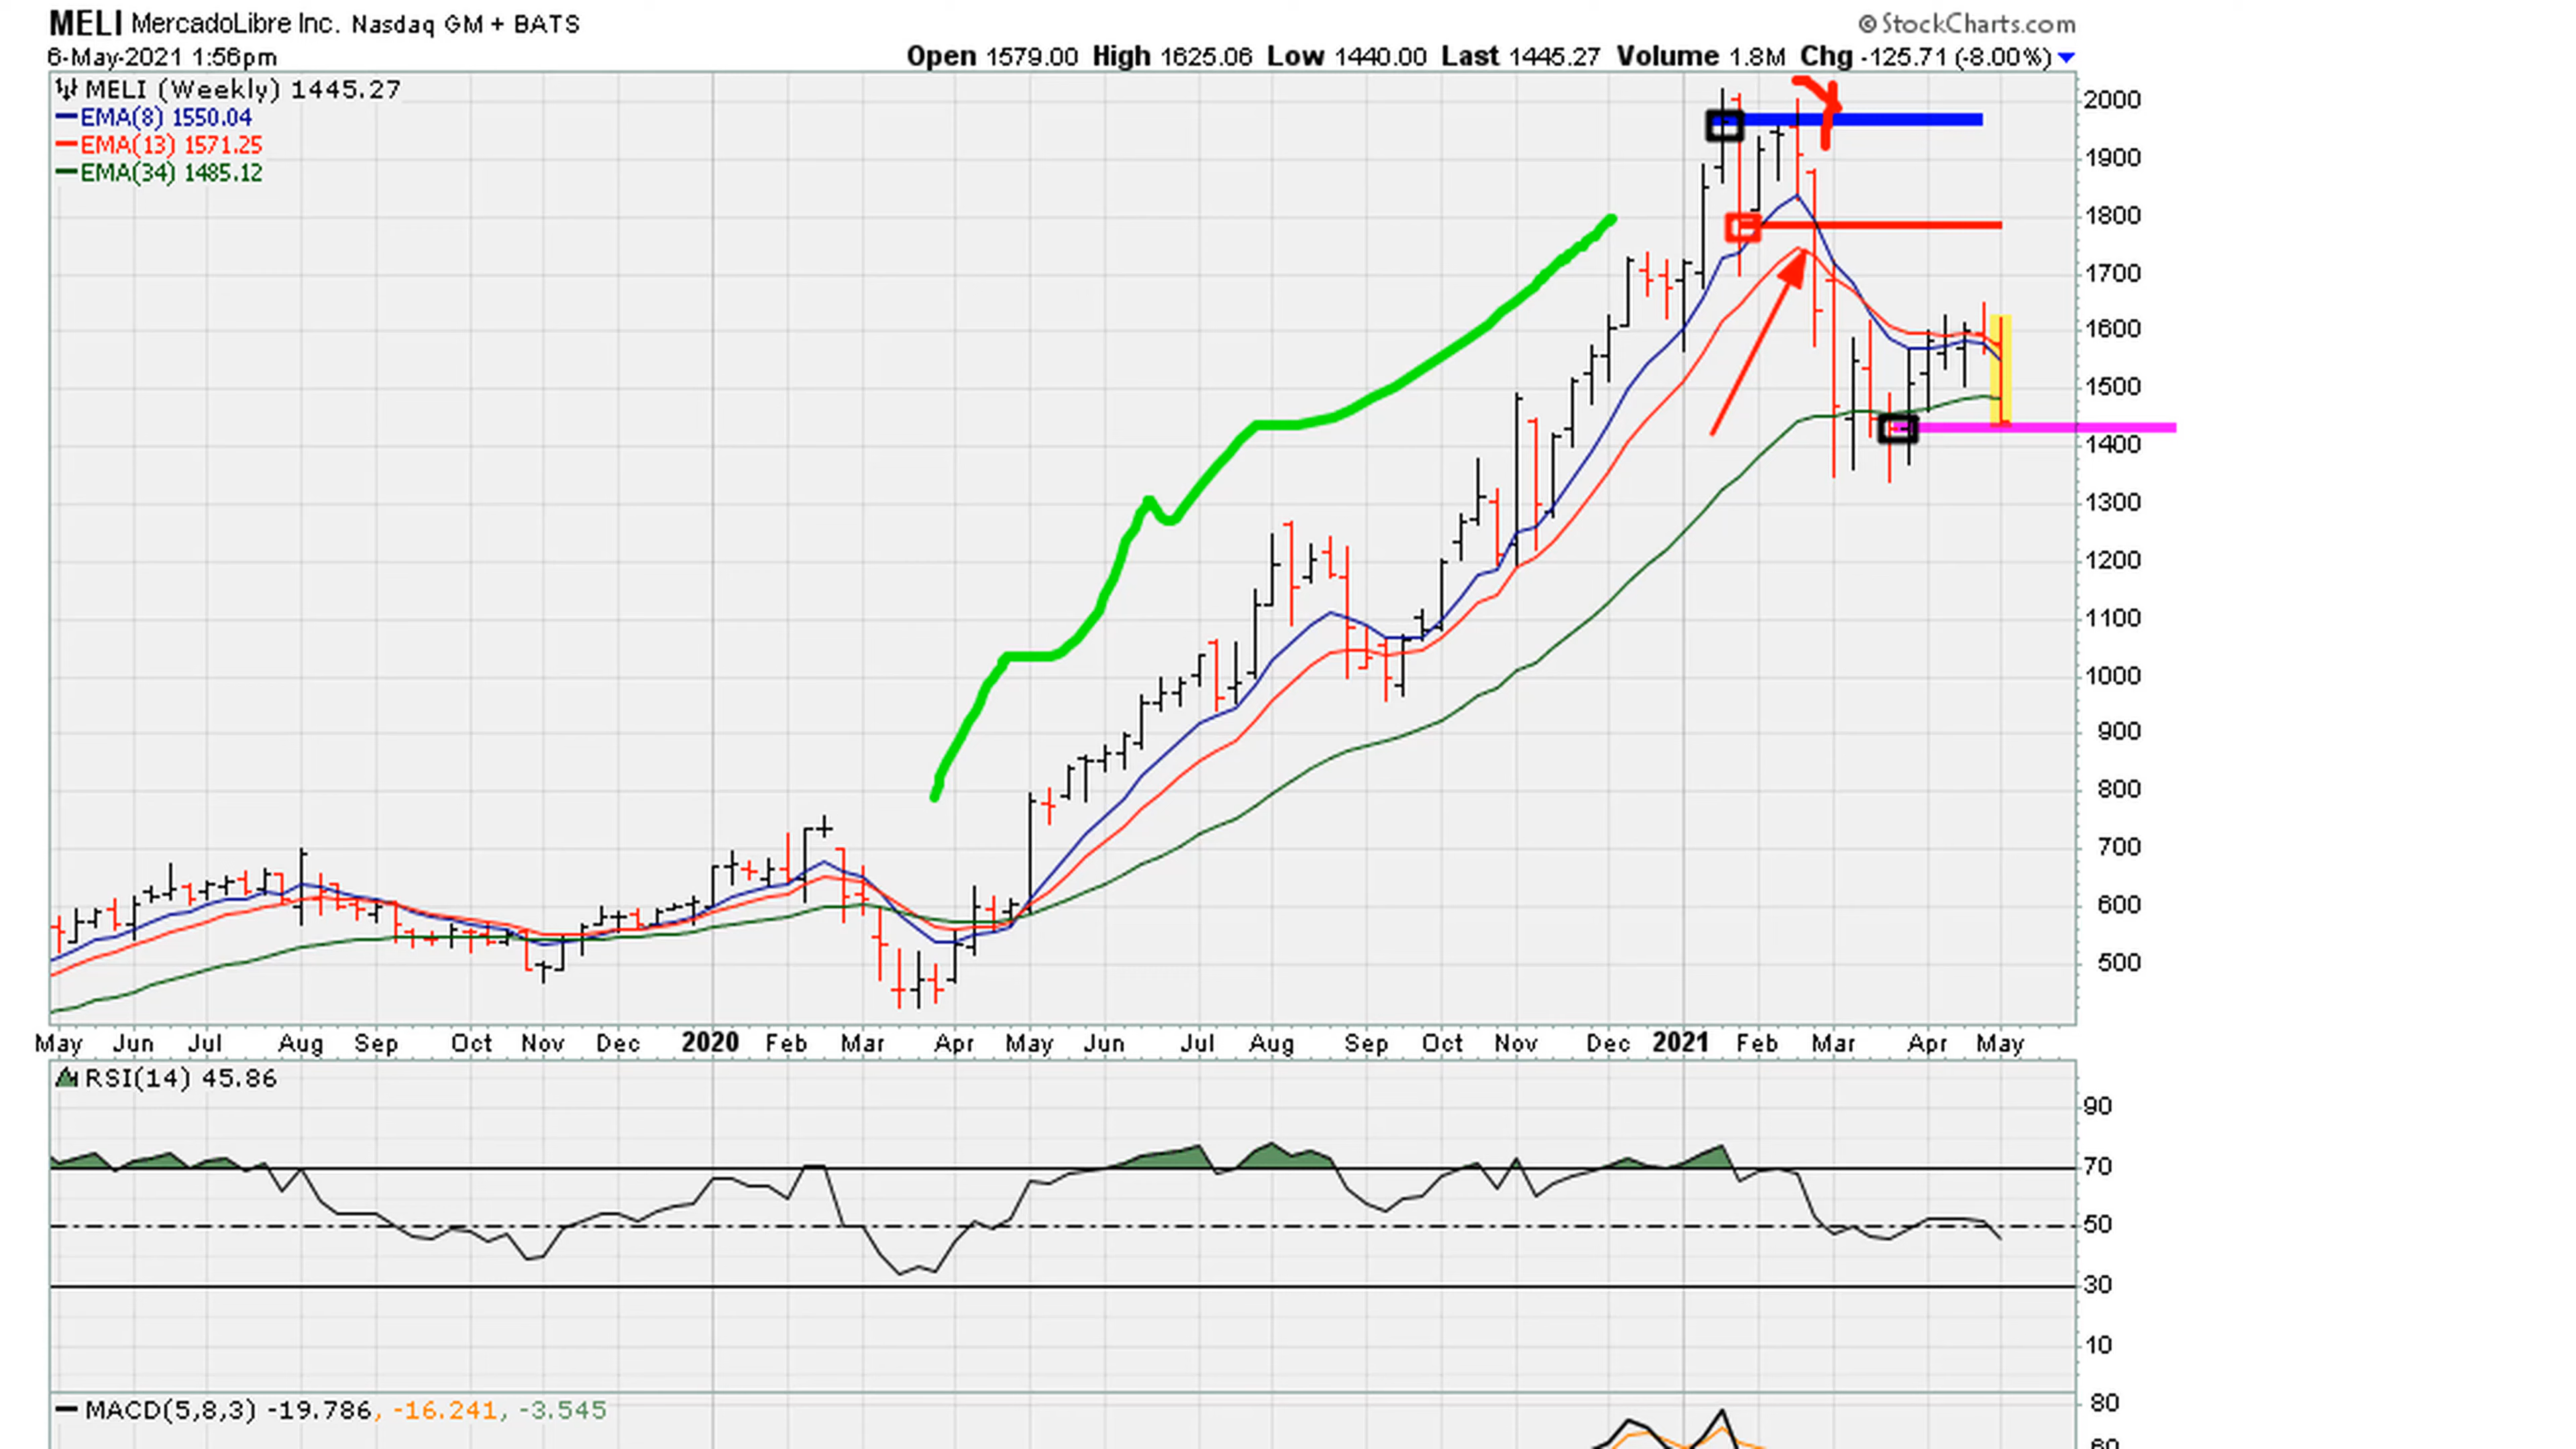 MELI MercadoLibre Inc. Nasdaq GM + BATS
© StockCharts.com
6-May-2021 1:56pm
Open 1579.00 High 1625.06 Low 1440.00 Last 1445.27 Volume 1.8M Chg -125.71 (-8.00%)
MELI (Weekly) 1445.27
EMA(8) 1550.04
EMA(13) 1571.25
EMA(34) 1485.12
2000
1900
1800
1700
1600
1500
1400
1300
1200
1100
1000
900
800
700
600
500
May Jun Jul Aug Sep Oct Nov Dec 2020 Feb Mar Apr May Jun Jul Aug Sep Oct Nov Dec 2021 Feb Mar Apr May
RSI(14) 45.86
90
70
50
30
10
MACD(5,8,3) -19.786, -16.241, -3.545
80